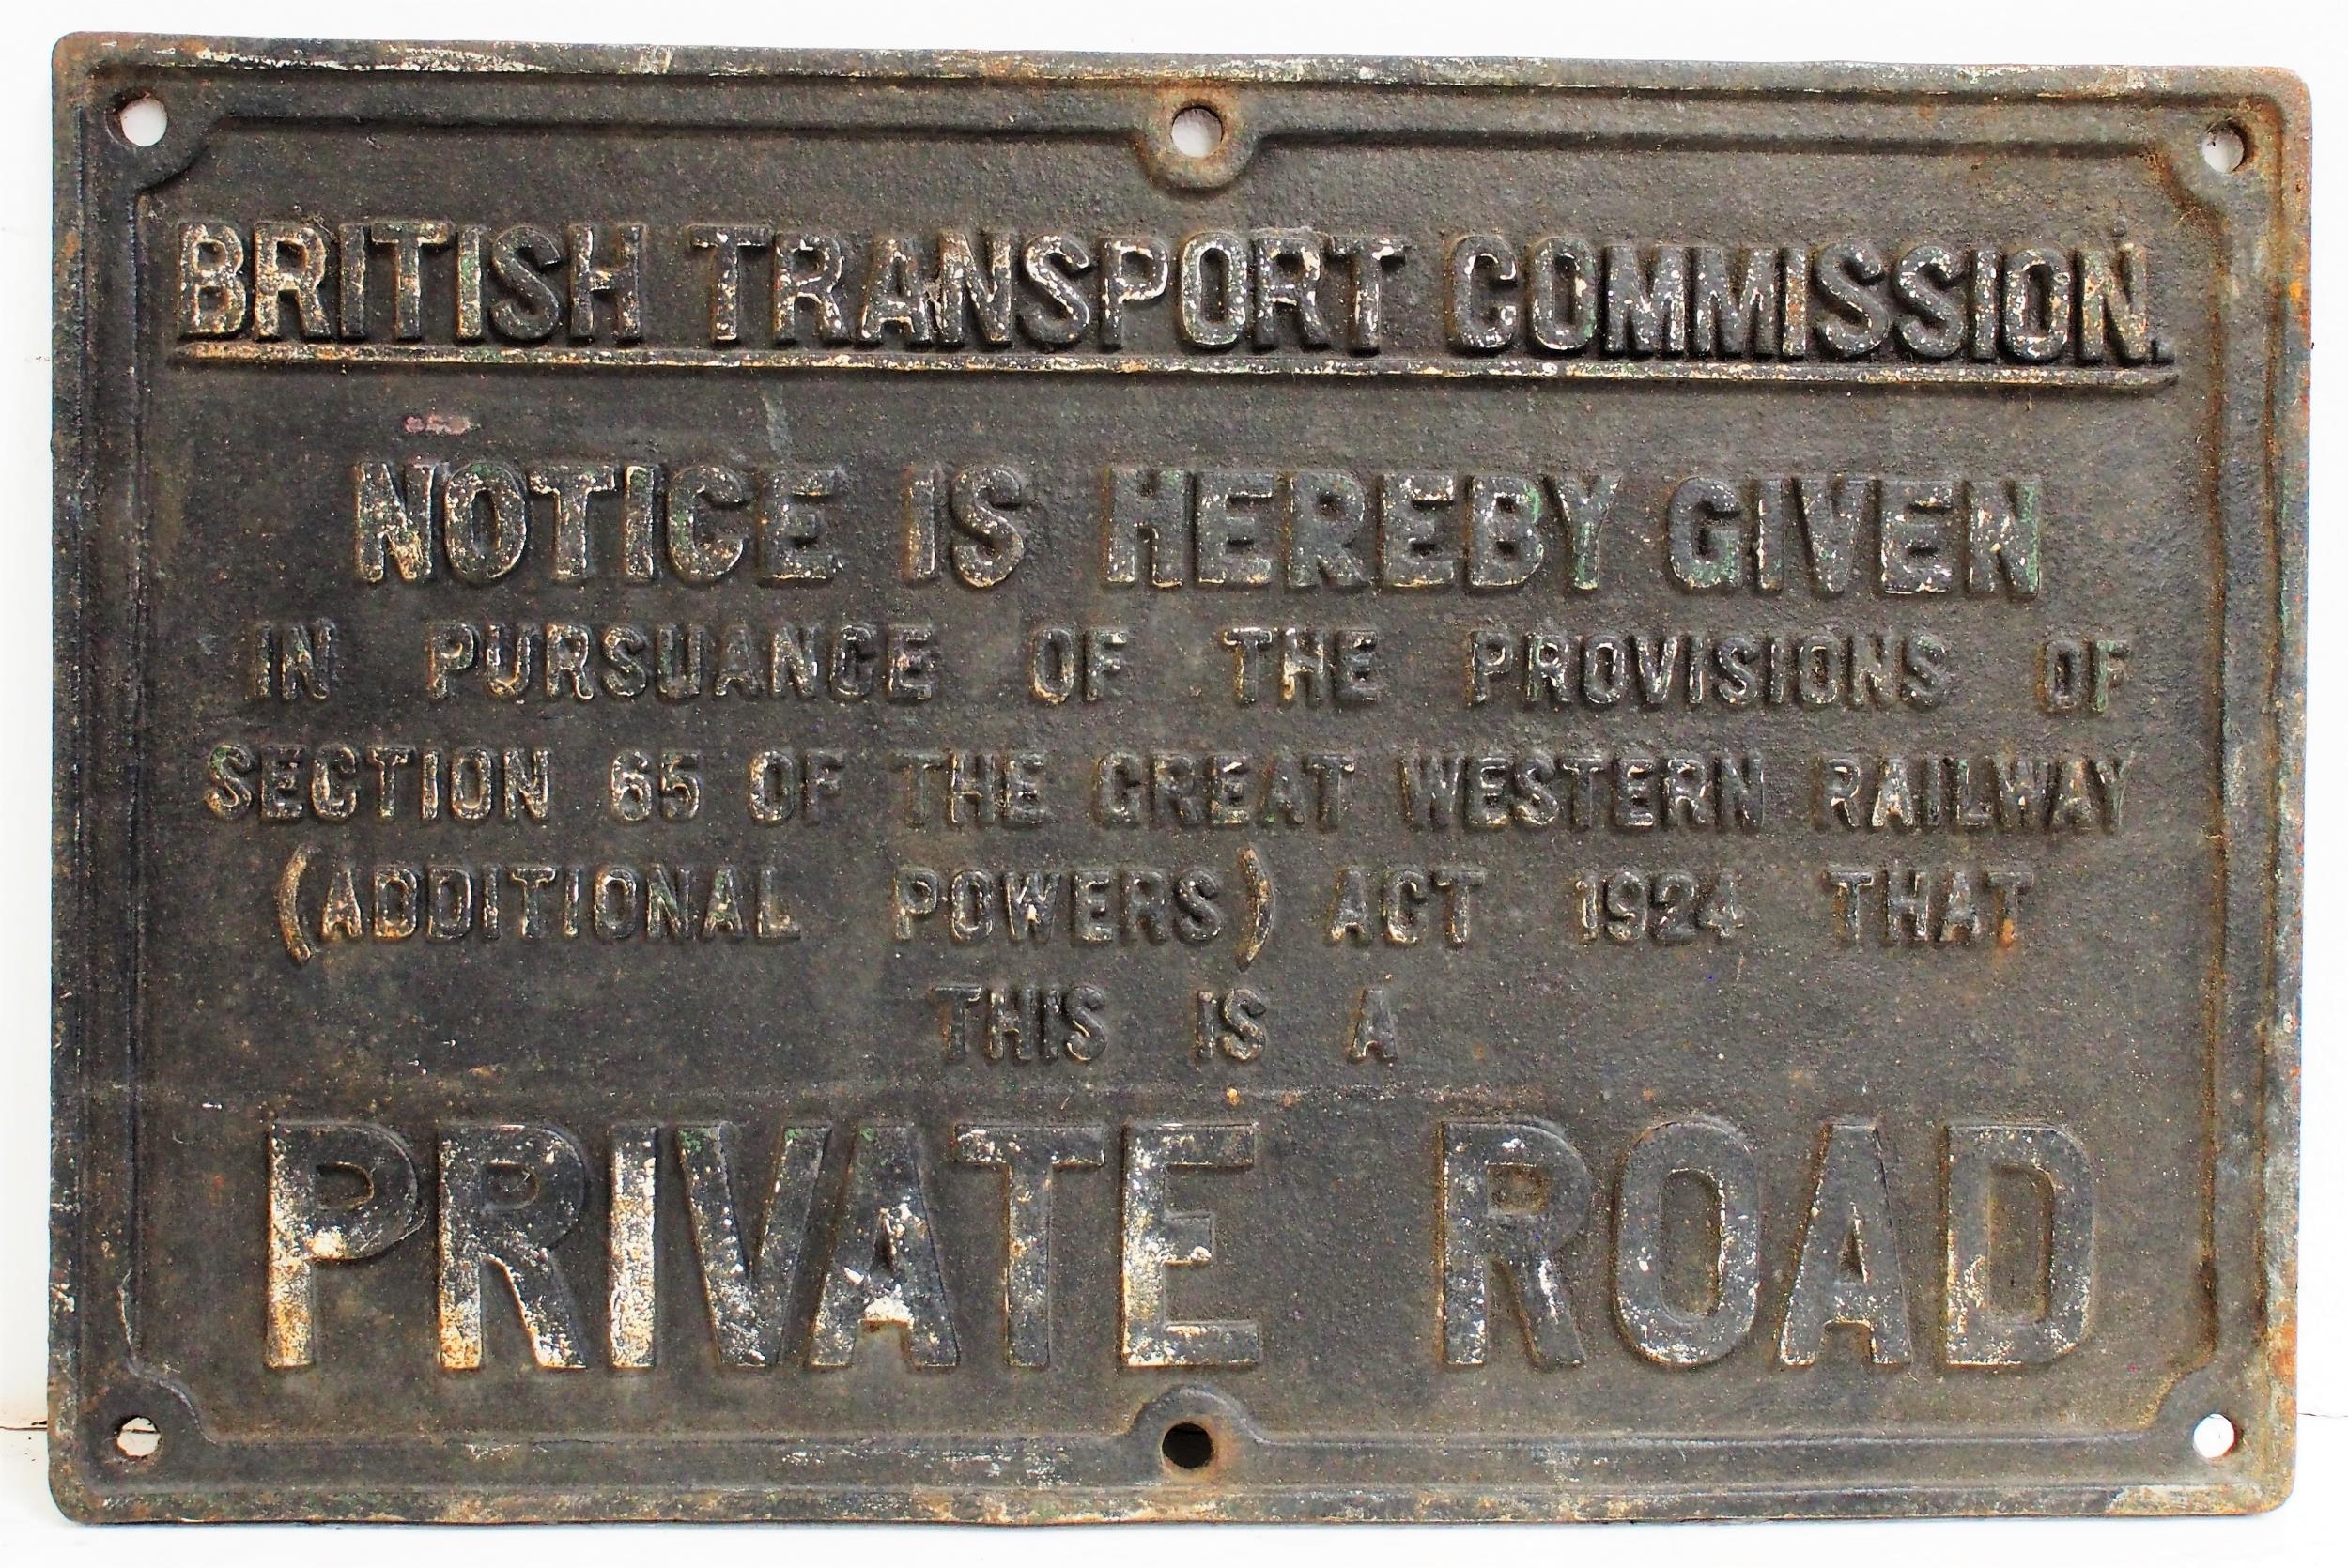 BRITISH TRANSPORT COMMISSION.
NOTICE IS HEREBY GIVEN
IN PURSUANCE OF THE PROVISIONS OF
SECTION 65 OF THE GREAT WESTERN RAILWAY
(ADDITIONAL POWERS) ACT 1924 THAT
THIS IS A
PRIVATE ROAD